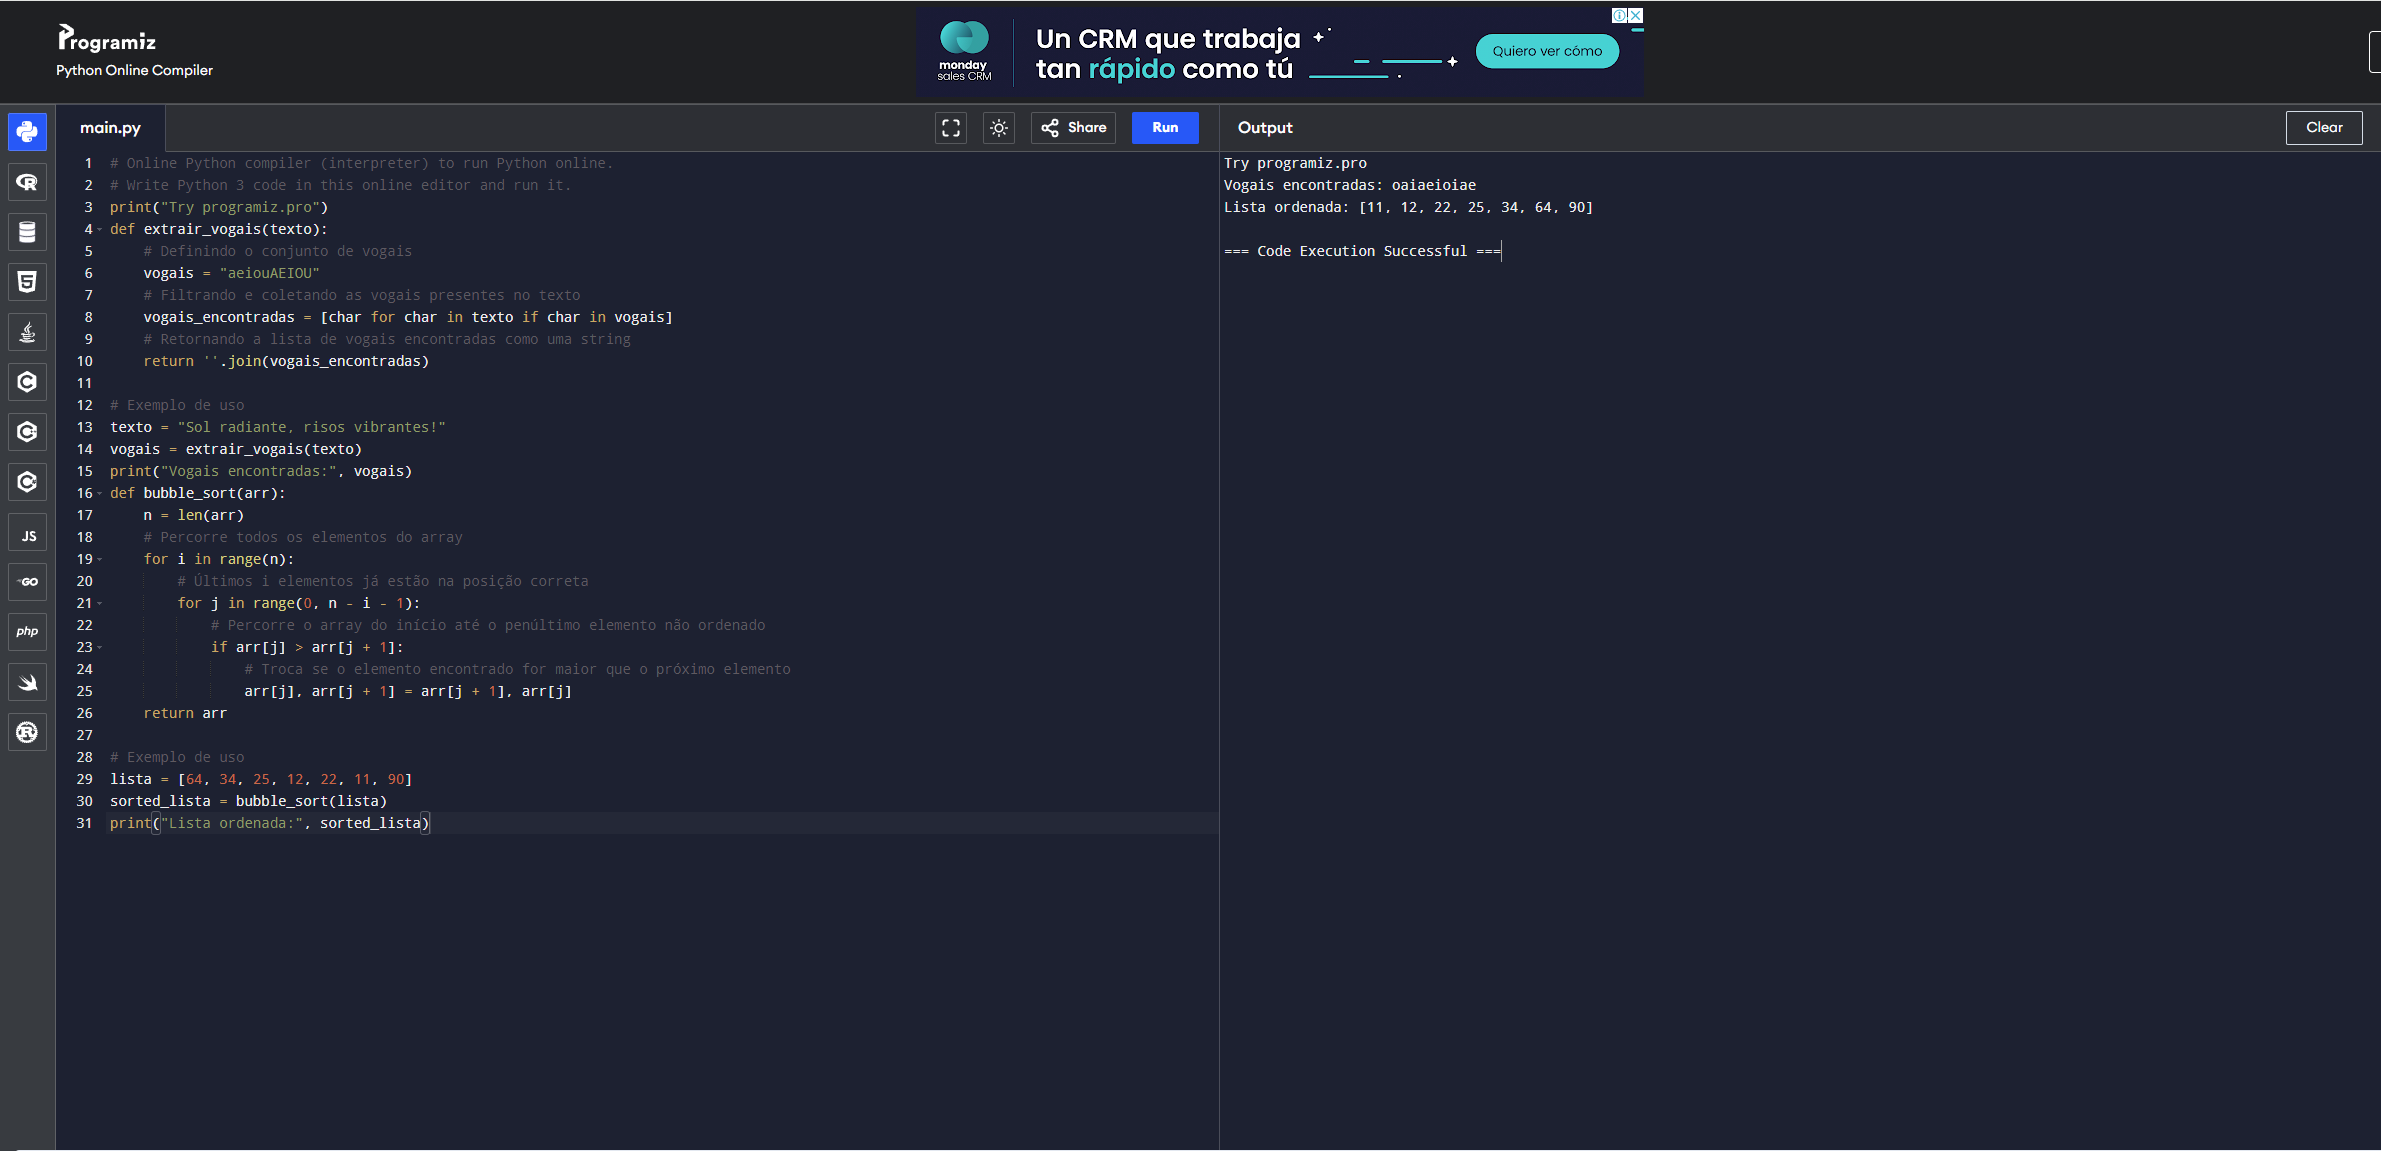 Programiz
Python Online Compiler
monday
sales CRM
Un CRM que trabaja
tan rápido como tú
Quiero ver cómo
main.py
Share
Run
Output
Clear
1 # Online Python compiler (interpreter) to run Python online.
2 # Write Python 3 code in this online editor and run it.
3 print("Try programiz.pro")
4 def extrair_vogais(texto):
5     # Definindo o conjunto de vogais
6     vogais = "aeiouAEIOU"
7     # Filtrando e coletando as vogais presentes no texto
8     vogais_encontradas = [char for char in texto if char in vogais]
9     # Retornando a lista de vogais encontradas como uma string
10     return ''.join(vogais_encontradas)
11
12 # Exemplo de uso
13 texto = "Sol radiante, risos vibrantes!"
14 vogais = extrair_vogais(texto)
15 print("Vogais encontradas:", vogais)
16 def bubble_sort(arr):
17     n = len(arr)
18     # Percorre todos os elementos do array
19     for i in range(n):
20         # Últimos i elementos já estão na posição correta
21         for j in range(0, n - i - 1):
22             # Percorre o array do início até o penúltimo elemento não ordenado
23             if arr[j] > arr[j + 1]:
24                 # Troca se o elemento encontrado for maior que o próximo elemento
25                 arr[j], arr[j + 1] = arr[j + 1], arr[j]
26     return arr
27
28 # Exemplo de uso
29 lista = [64, 34, 25, 12, 22, 11, 90]
30 sorted_lista = bubble_sort(lista)
31 print("Lista ordenada:", sorted_lista)
Try programiz.pro
Vogais encontradas: oaiaeioiae
Lista ordenada: [11, 12, 22, 25, 34, 64, 90]
=== Code Execution Successful ===
R
5
C
C
C
JS
GO
php
R